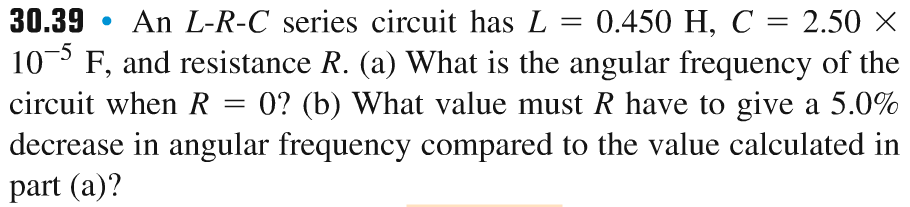 30.39 • An L-R-C series circuit has L = 0.450 H, C = 2.50 ×
10⁻⁵ F, and resistance R. (a) What is the angular frequency of the
circuit when R = 0? (b) What value must R have to give a 5.0%
decrease in angular frequency compared to the value calculated in
part (a)?